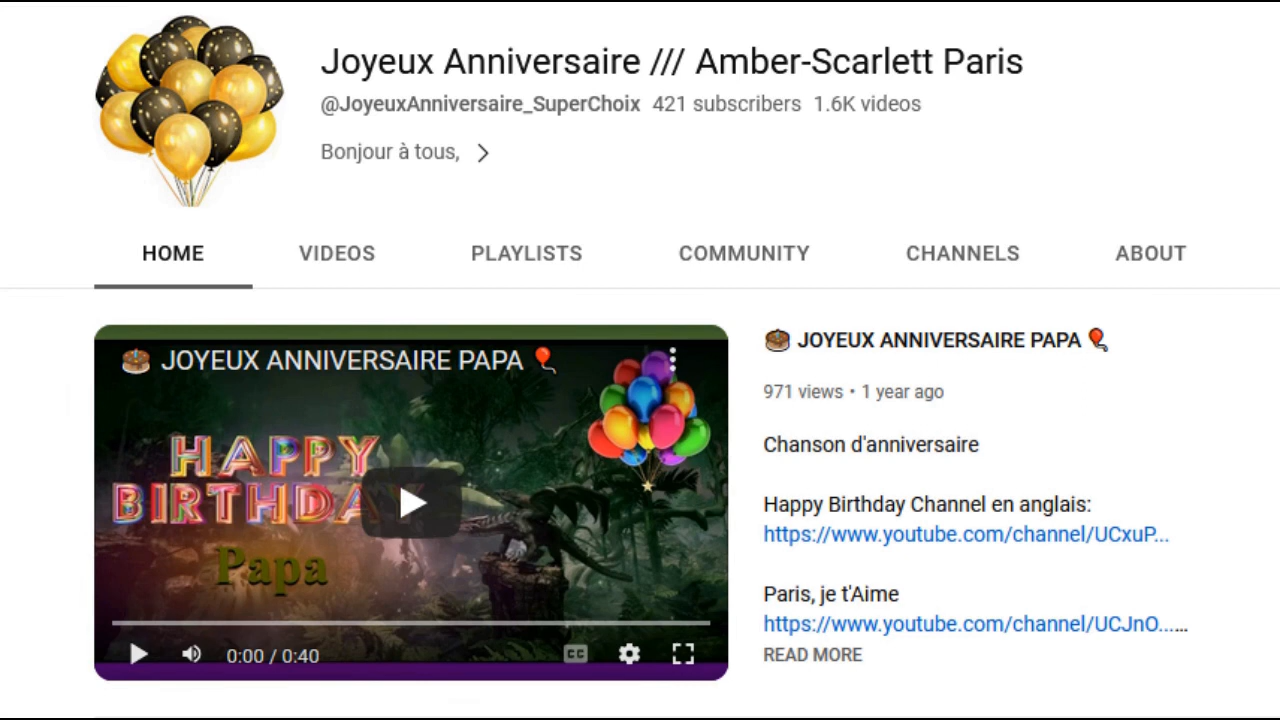 Joyeux Anniversaire /// Amber-Scarlett Paris
@JoyeuxAnniversaire_SuperChoix 421 subscribers 1.6K videos
Bonjour à tous,
HOME VIDEOS PLAYLISTS COMMUNITY CHANNELS ABOUT
🎂 JOYEUX ANNIVERSAIRE PAPA 🎈
HAPPY
BIRTHDAY
Papa
0:00 / 0:40
CC
🎂 JOYEUX ANNIVERSAIRE PAPA 🎈
971 views • 1 year ago
Chanson d'anniversaire
Happy Birthday Channel en anglais:
https://www.youtube.com/channel/UCxuP...
Paris, je t'Aime
https://www.youtube.com/channel/UCJnO......
READ MORE